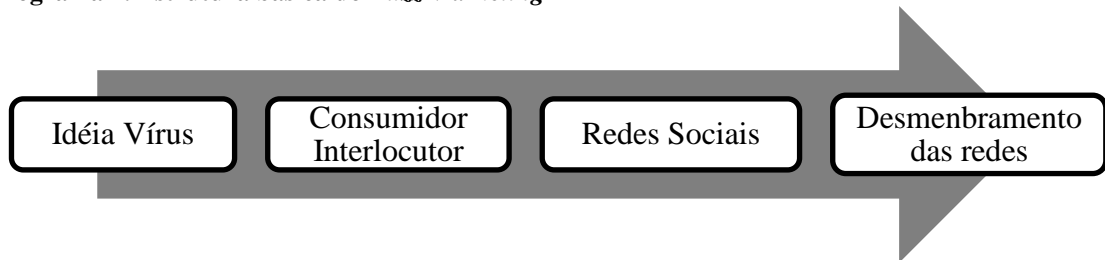 Idéia Vírus
Consumidor
Interlocutor
Redes Sociais
Desmenbramento
das redes